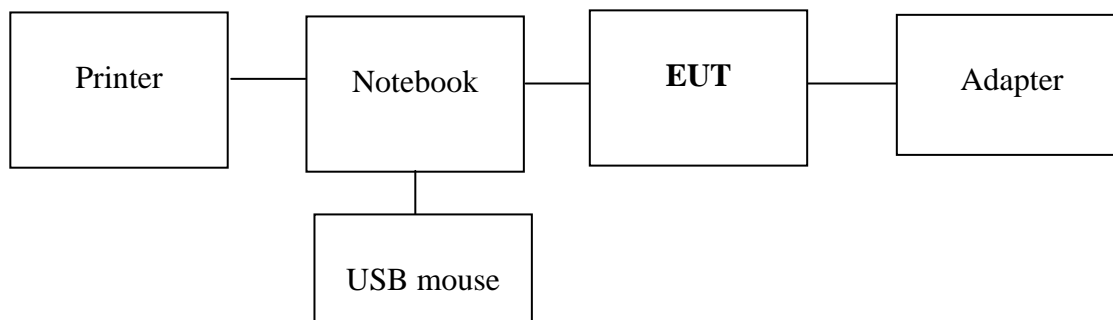 Printer
Notebook
EUT
Adapter
USB mouse